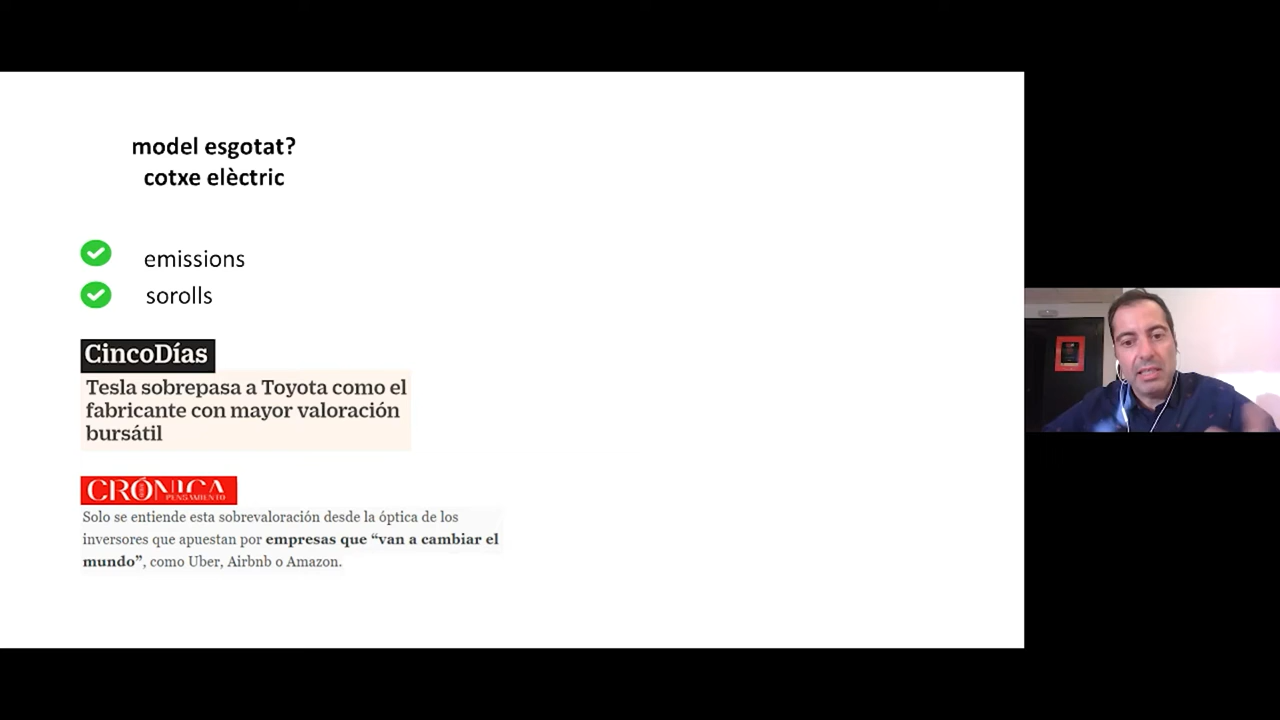 model esgotat?
cotxe elèctric
emissions
sorolls
CincoDías
Tesla sobrepasa a Toyota como el
fabricante con mayor valoración
bursátil
CRÓNICA
PENSAMIENTO
Solo se entiende esta sobrevaloración desde la óptica de los
inversores que apuestan por empresas que “van a cambiar el
mundo”, como Uber, Airbnb o Amazon.